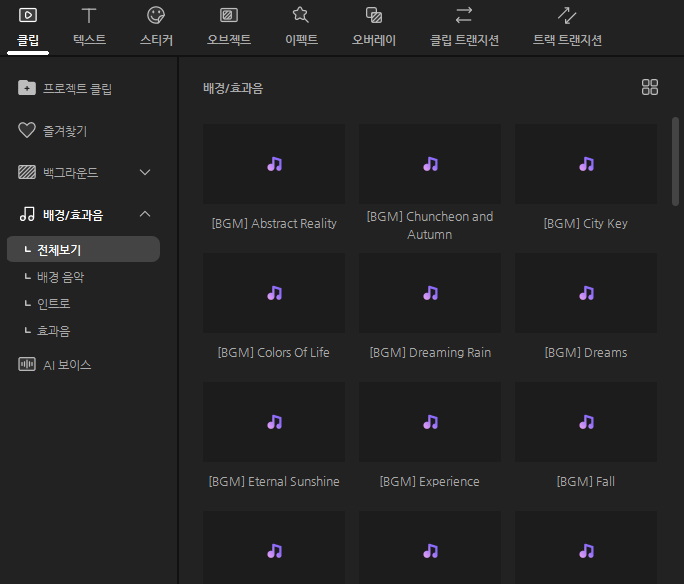 클립
텍스트
스티커
오브젝트
이펙트
오버레이
클립 트랜지션
트랙 트랜지션
프로젝트 클립
즐겨찾기
백그라운드
배경/효과음
전체보기
배경 음악
인트로
효과음
AI 보이스
배경/효과음
[BGM] Abstract Reality
[BGM] Chuncheon and
Autumn
[BGM] City Key
[BGM] Colors Of Life
[BGM] Dreaming Rain
[BGM] Dreams
[BGM] Eternal Sunshine
[BGM] Experience
[BGM] Fall